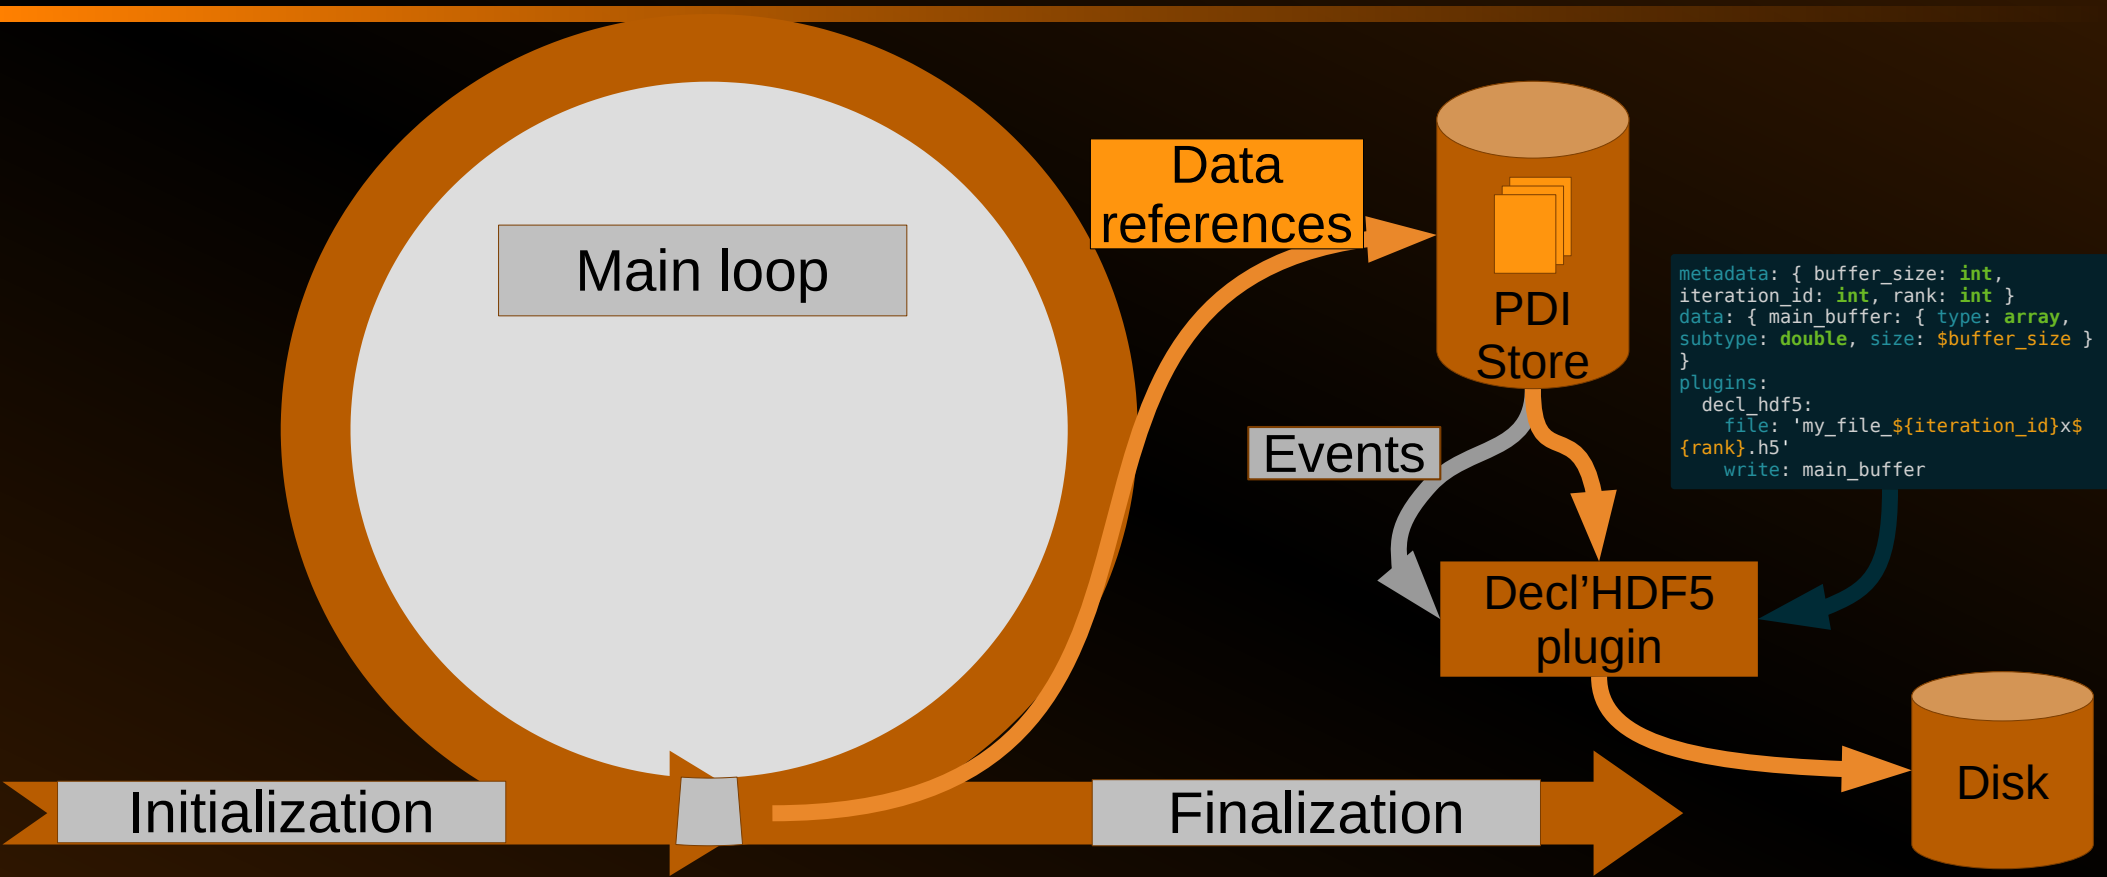 Main loop
Data
references
PDI
Store
Events
metadata: { buffer_size: int,
iteration_id: int, rank: int }
data: { main_buffer: { type: array,
subtype: double, size: $buffer_size }
}
plugins:
  decl_hdf5:
    file: 'my_file_${iteration_id}x$
{rank}.h5'
    write: main_buffer
Decl’HDF5
plugin
Disk
Initialization
Finalization